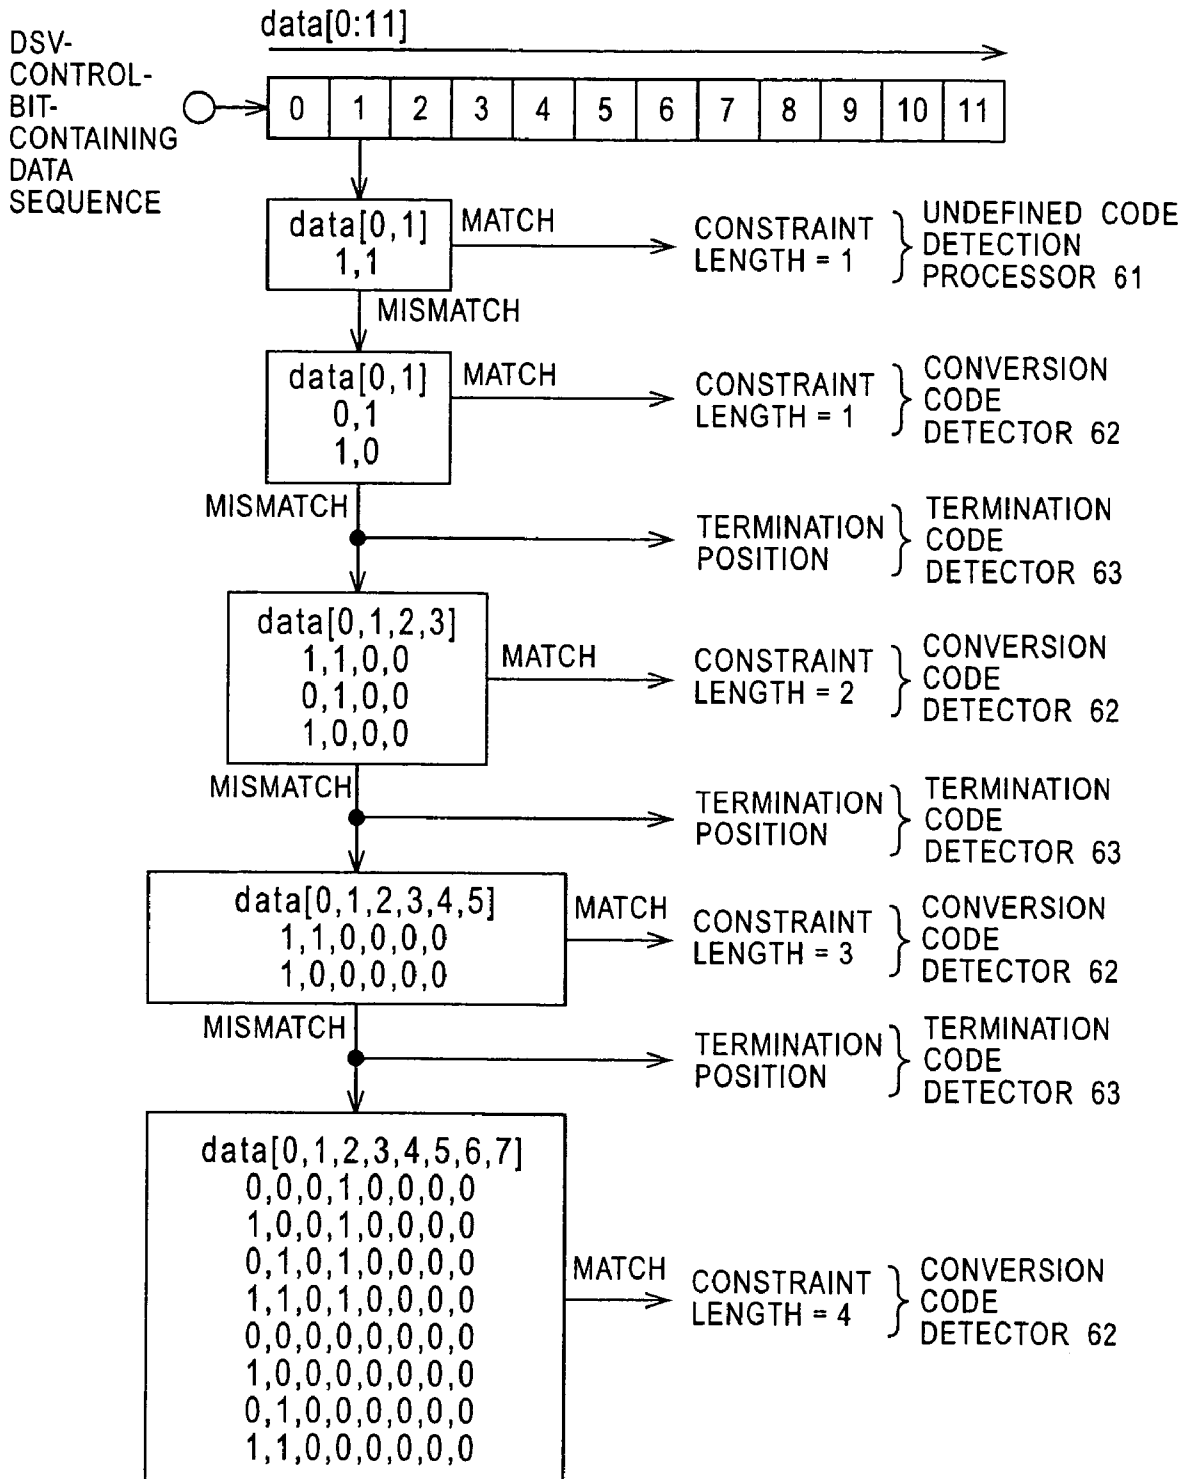 data[0:11]
DSV-
CONTROL-
BIT-
CONTAINING
DATA
SEQUENCE
0 1 2 3 4 5 6 7 8 9 10 11
data[0,1]
1,1
MATCH
CONSTRAINT
LENGTH = 1
UNDEFINED CODE
DETECTION
PROCESSOR 61
MISMATCH
data[0,1]
0,1
1,0
MATCH
CONSTRAINT
LENGTH = 1
CONVERSION
CODE
DETECTOR 62
MISMATCH
TERMINATION
POSITION
TERMINATION
CODE
DETECTOR 63
data[0,1,2,3]
1,1,0,0
0,1,0,0
1,0,0,0
MATCH
CONSTRAINT
LENGTH = 2
CONVERSION
CODE
DETECTOR 62
MISMATCH
TERMINATION
POSITION
TERMINATION
CODE
DETECTOR 63
data[0,1,2,3,4,5]
1,1,0,0,0,0
1,0,0,0,0,0
MATCH
CONSTRAINT
LENGTH = 3
CONVERSION
CODE
DETECTOR 62
MISMATCH
TERMINATION
POSITION
TERMINATION
CODE
DETECTOR 63
data[0,1,2,3,4,5,6,7]
0,0,0,1,0,0,0,0
1,0,0,1,0,0,0,0
0,1,0,1,0,0,0,0
1,1,0,1,0,0,0,0
0,0,0,0,0,0,0,0
1,0,0,0,0,0,0,0
0,1,0,0,0,0,0,0
1,1,0,0,0,0,0,0
MATCH
CONSTRAINT
LENGTH = 4
CONVERSION
CODE
DETECTOR 62